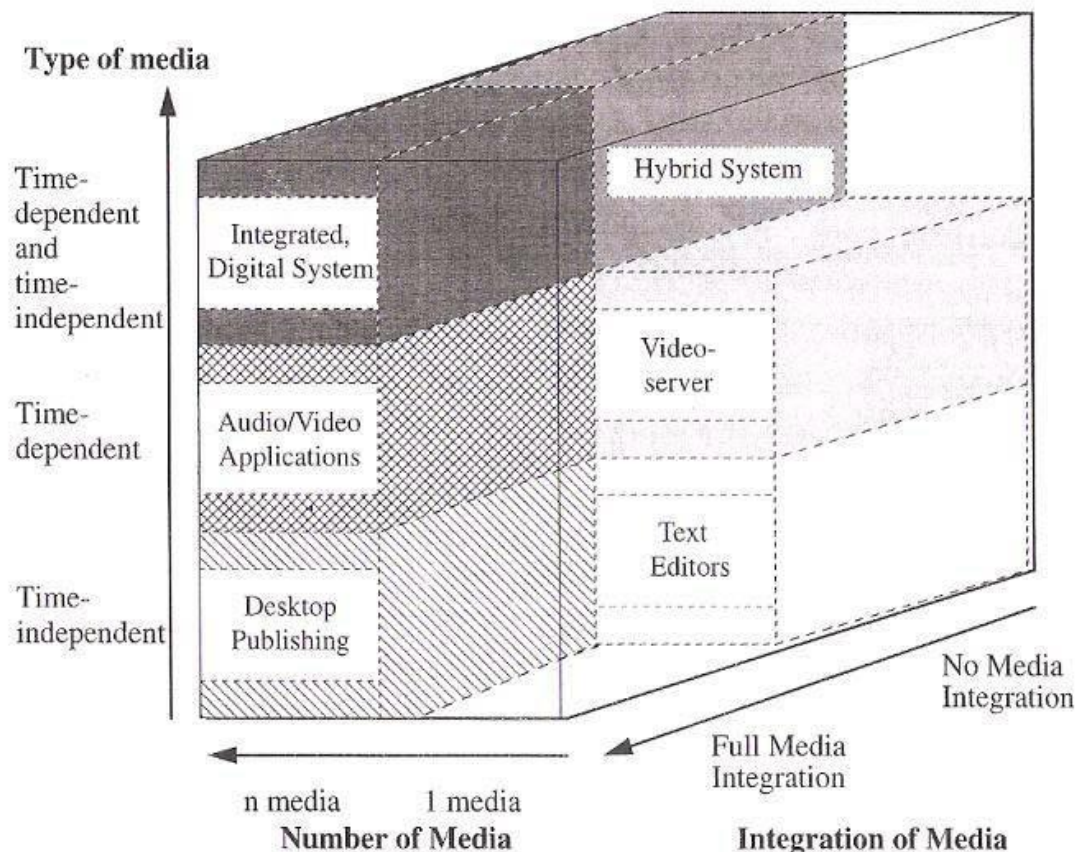 Type of media
Time-
dependent
and
time-
independent
Integrated,
Digital System
Hybrid System
Time-
dependent
Audio/Video
Applications
Video-
server
Time-
independent
Desktop
Publishing
Text
Editors
No Media
Integration
Full Media
Integration
n media
1 media
Number of Media
Integration of Media